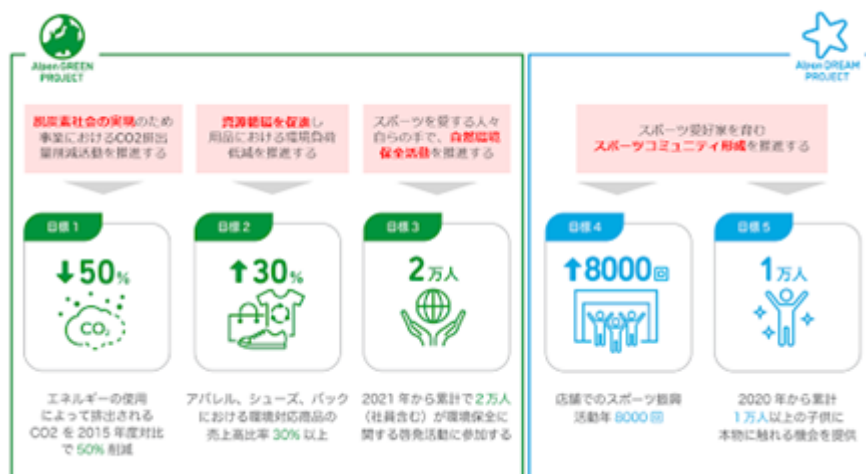 Alpen GREEN
PROJECT
Alpen DREAM
PROJECT
脱炭素社会の実現のため
事業におけるCO2排出
量削減活動を推進する
資源循環を促進し
用品における環境負荷
低減を推進する
スポーツを愛する人々
自らの手で、自然環境
保全活動を推進する
スポーツ愛好家を育む
スポーツコミュニティ形成を推進する
目標1
↓50%
CO₂
エネルギーの使用
によって排出される
CO2 を 2015 年度対比
で 50% 削減
目標2
↑30%
アパレル、シューズ、バック
における環境対応商品の
売上高比率 30% 以上
目標3
2万人
2021 年から累計で 2万人
（社員含む）が環境保全に
関する啓発活動に参加する
目標4
↑8000回
店舗でのスポーツ振興
活動年 8000 回
目標5
1万人
2020 年から累計
1 万人以上の子供に
本物に触れる機会を提供